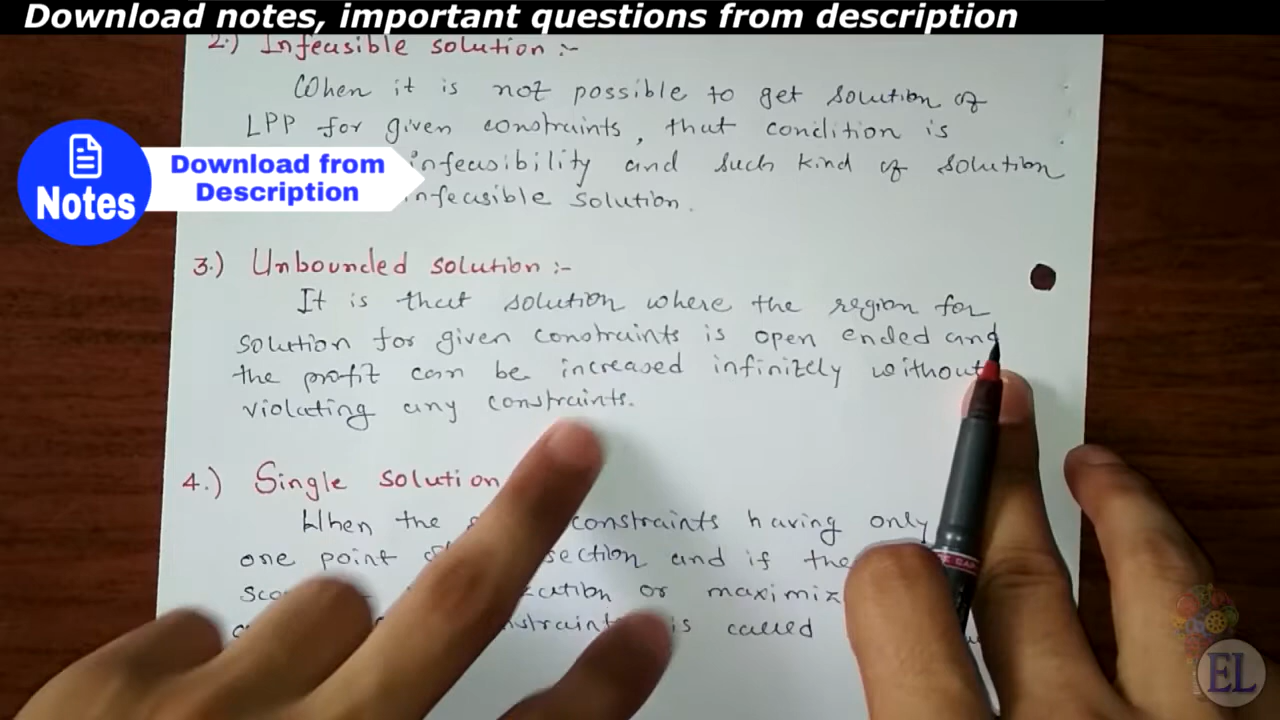 Download notes, important questions from description
2.) Infeasible solution :-
When it is not possible to get solution of
LPP for given constraints, that condition is
infeasibility and such kind of solution
infeasible solution.
Notes
Download from
Description
3.) Unbounded solution :-
It is that solution where the region for
solution for given constraints is open ended and
the profit can be increased infinitely without
violating any constraints.
4.) Single solution
When the constraints having only
one point section and if the
or maximiz
is called
EL